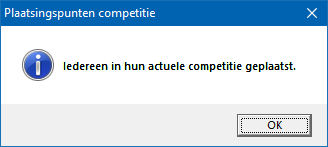 Plaatsingspunten competitie
Iedereen in hun actuele competitie geplaatst.
OK